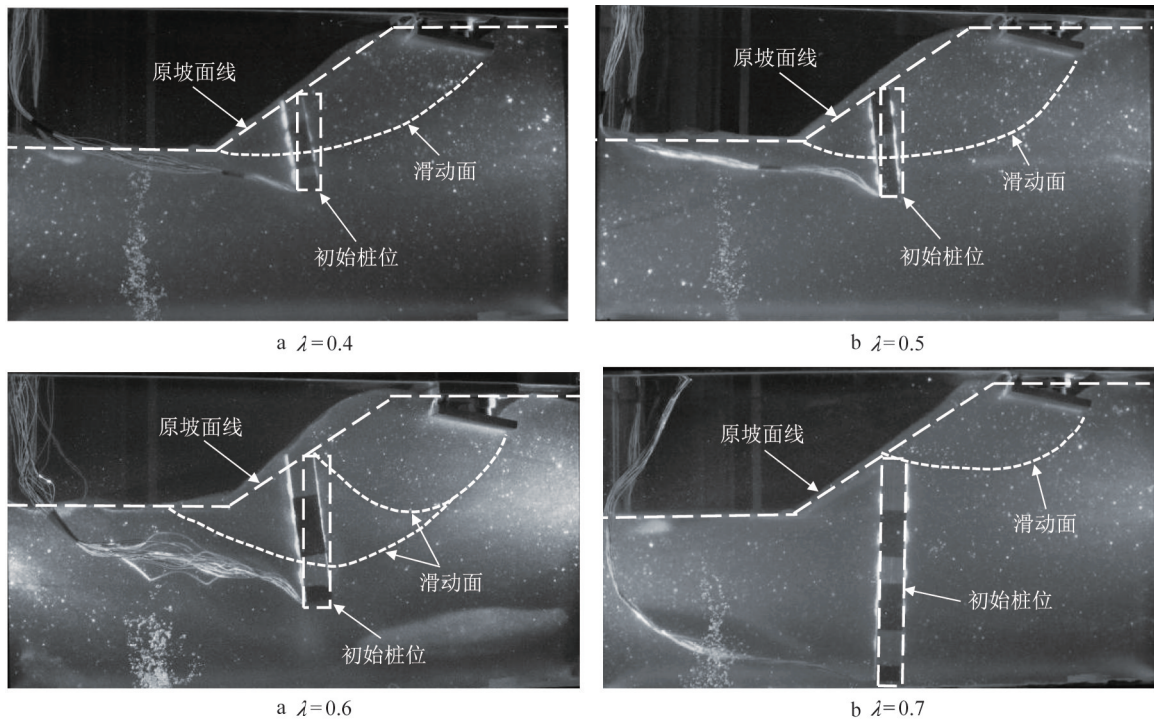 原坡面线
滑动面
初始桩位
a λ=0.4
原坡面线
滑动面
初始桩位
b λ=0.5
原坡面线
滑动面
初始桩位
a λ=0.6
原坡面线
滑动面
初始桩位
b λ=0.7